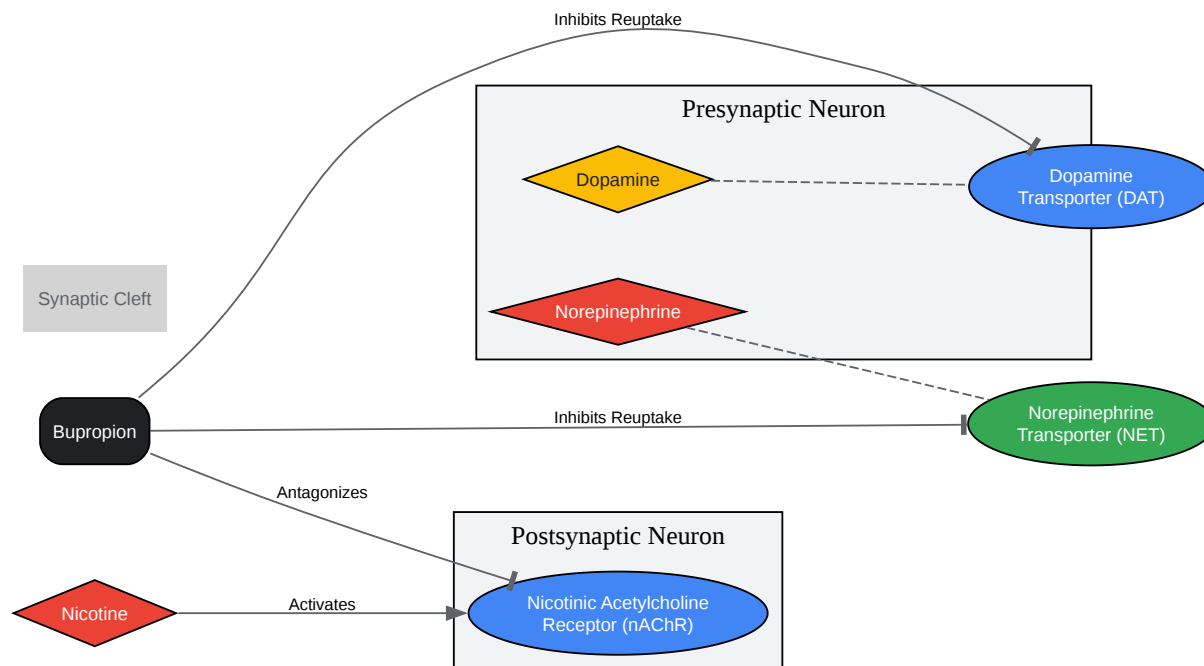 Inhibits Reuptake
Presynaptic Neuron
Dopamine
Dopamine
Transporter (DAT)
Synaptic Cleft
Norepinephrine
Bupropion
Inhibits Reuptake
Norepinephrine
Transporter (NET)
Antagonizes
Postsynaptic Neuron
Nicotine
Activates
Nicotinic Acetylcholine
Receptor (nAChR)